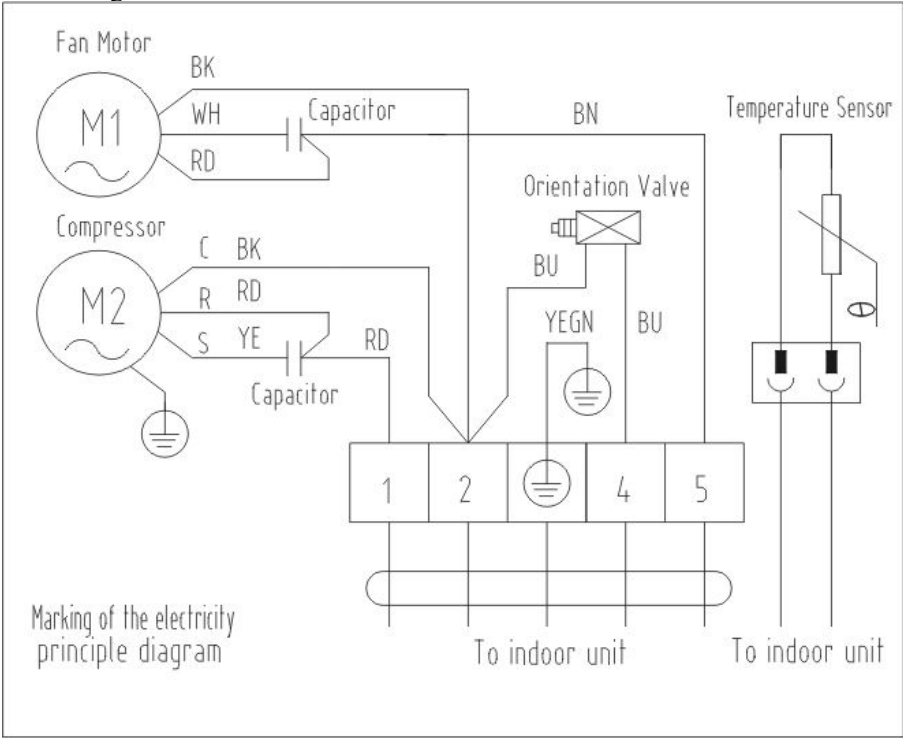 Fan Motor
BK
M1
WH
Capacitor
BN
RD
Temperature Sensor
Orientation Valve
Compressor
C BK
BU
M2
R RD
YEGN
BU
S YE
RD
Capacitor
1 2 4 5
Marking of the electricity
principle diagram
To indoor unit
To indoor unit